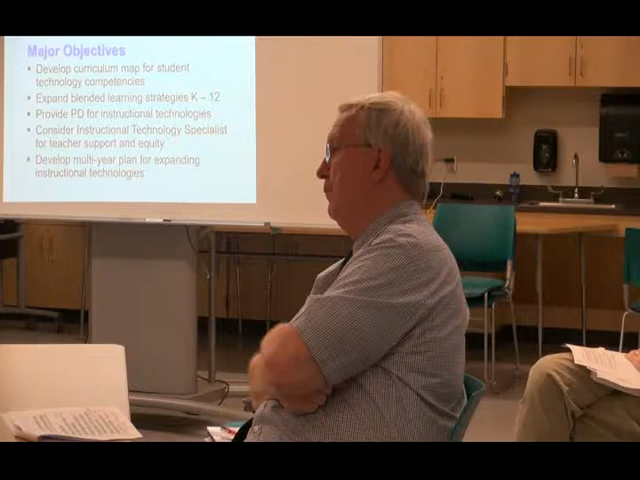 Major Objectives
• Develop curriculum map for student
technology competencies
• Expand blended learning strategies K – 12
• Provide PD for instructional technologies
• Consider Instructional Technology Specialist
for teacher support and equity
• Develop multi-year plan for expanding
instructional technologies